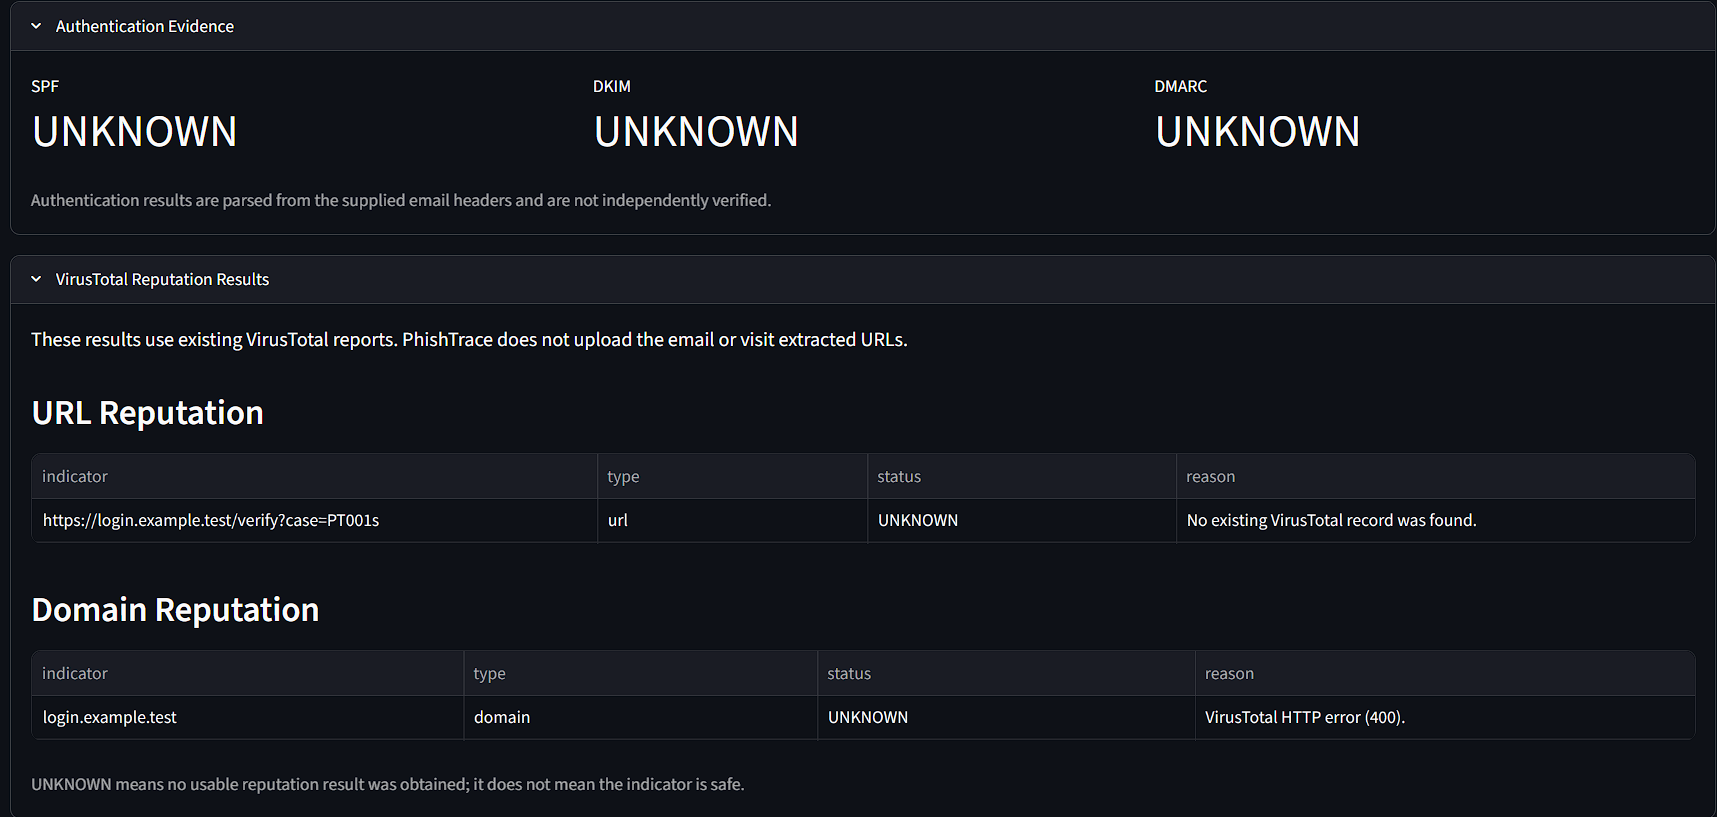 Authentication Evidence
SPF
DKIM
DMARC
UNKNOWN
UNKNOWN
UNKNOWN
Authentication results are parsed from the supplied email headers and are not independently verified.
VirusTotal Reputation Results
These results use existing VirusTotal reports. PhishTrace does not upload the email or visit extracted URLs.
URL Reputation
indicator type status reason
https://login.example.test/verify?case=PT001s url UNKNOWN No existing VirusTotal record was found.
Domain Reputation
indicator type status reason
login.example.test domain UNKNOWN VirusTotal HTTP error (400).
UNKNOWN means no usable reputation result was obtained; it does not mean the indicator is safe.